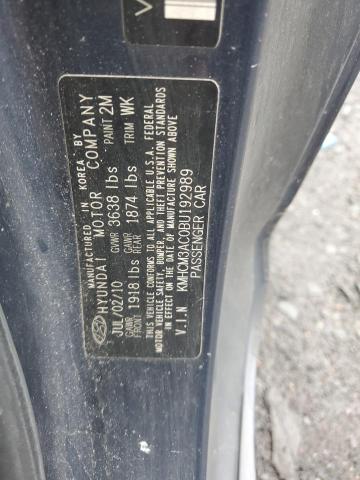 MANUFACTURED IN KOREA BY
HYUNDAI MOTOR COMPANY
JUL/02/10 GVWR 3638 lbs PAINT 2M
GAWR FRONT 1918 lbs GAWR REAR 1874 lbs TRIM WK
THIS VEHICLE CONFORMS TO ALL APPLICABLE U.S.A. FEDERAL
MOTOR VEHICLE SAFETY, BUMPER, AND THEFT PREVENTION STANDARDS
IN EFFECT ON THE DATE OF MANUFACTURE SHOWN ABOVE
V.I.N KMHCM3AC0BU192989
PASSENGER CAR
V